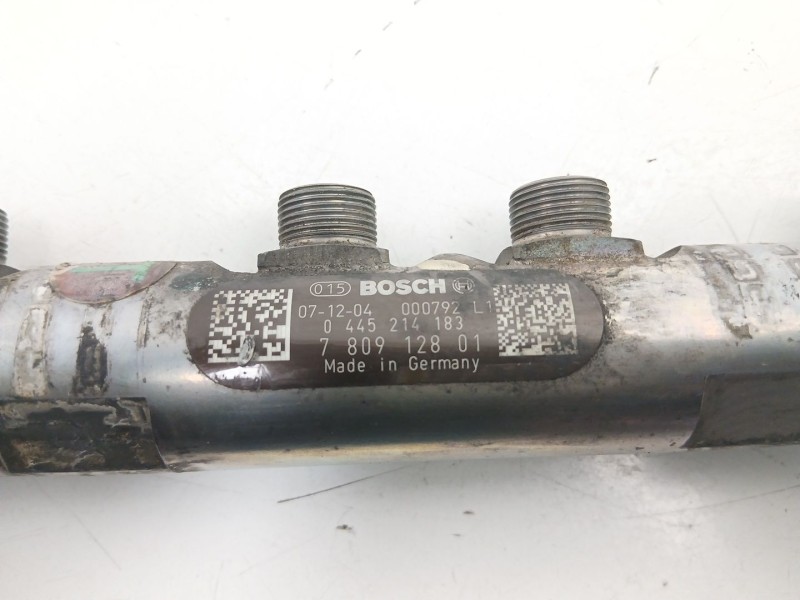 015 BOSCH
07-12-04 000792 L1
0 445 214 183
7 809 128 01
Made in Germany